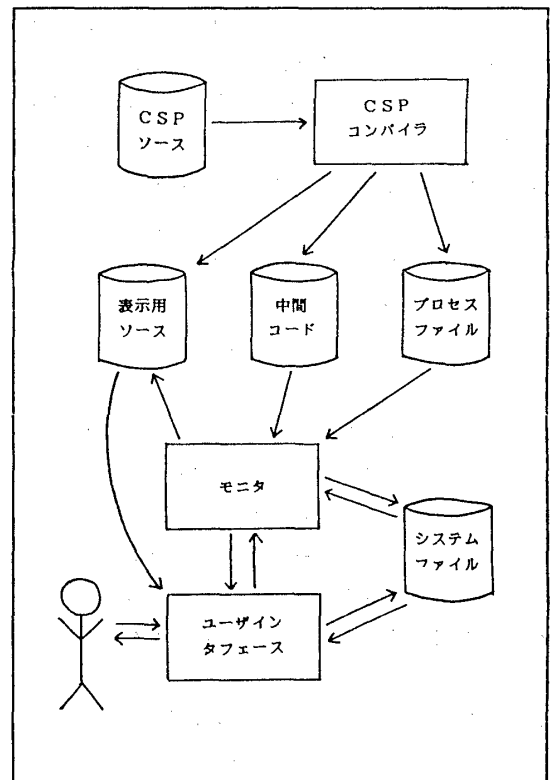 CSP
ソース
CSP
コンパイラ
表示用
ソース
中間
コード
プロセス
ファイル
モニタ
システム
ファイル
ユーザイン
タフェース